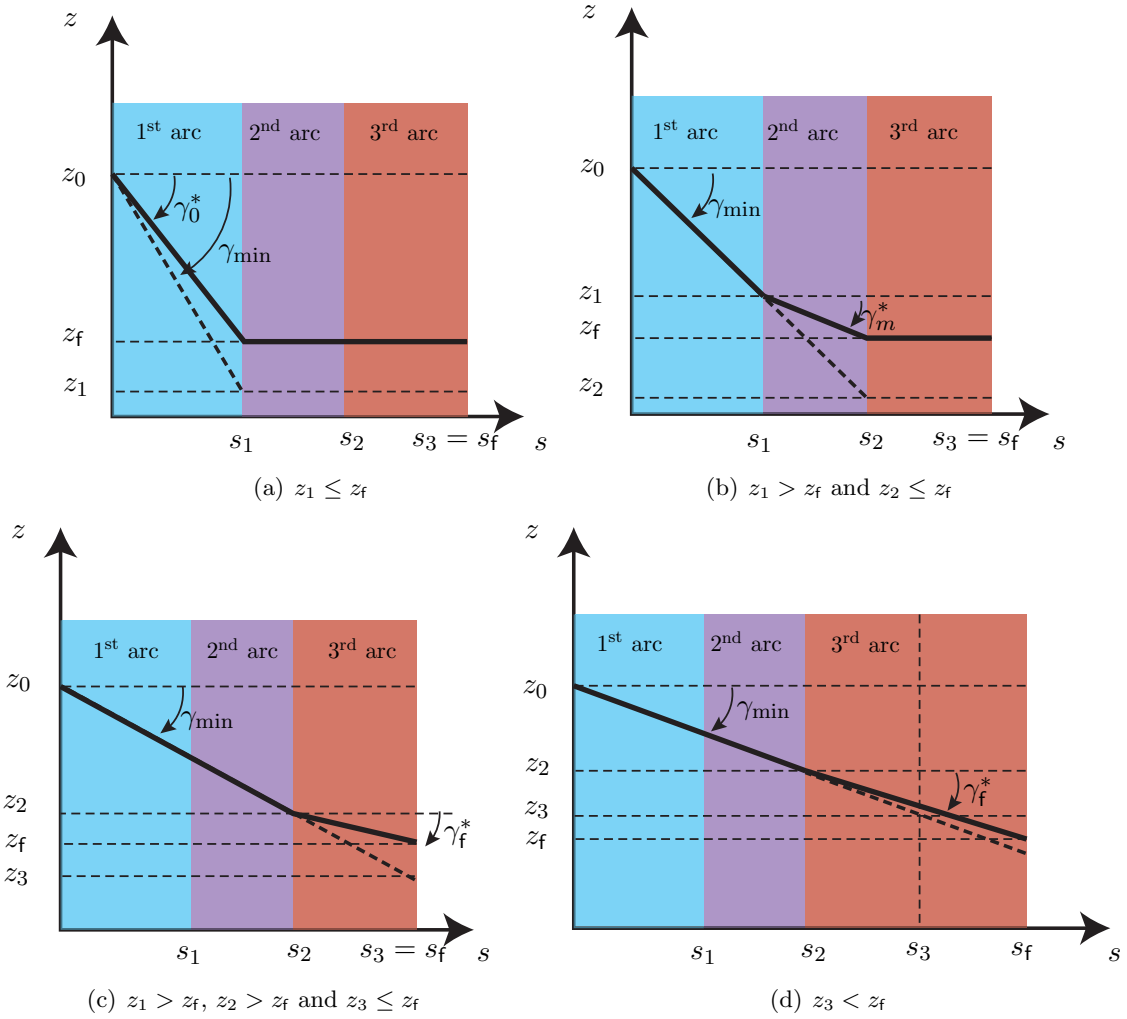 z
1st arc
2nd arc
3rd arc
z0
γ0*
γmin
zf
z1
s1
s2
s3 = sf
s
(a) z1 ≤ zf
z
1st arc
2nd arc
3rd arc
z0
γmin
z1
γm*
zf
z2
s1
s2
s3 = sf
s
(b) z1 > zf and z2 ≤ zf
z
1st arc
2nd arc
3rd arc
z0
γmin
z2
γf*
zf
z3
s1
s2
s3 = sf
s
(c) z1 > zf, z2 > zf and z3 ≤ zf
z
1st arc
2nd arc
3rd arc
z0
γmin
z2
γf*
z3
zf
s1
s2
s3
sf
s
(d) z3 < zf